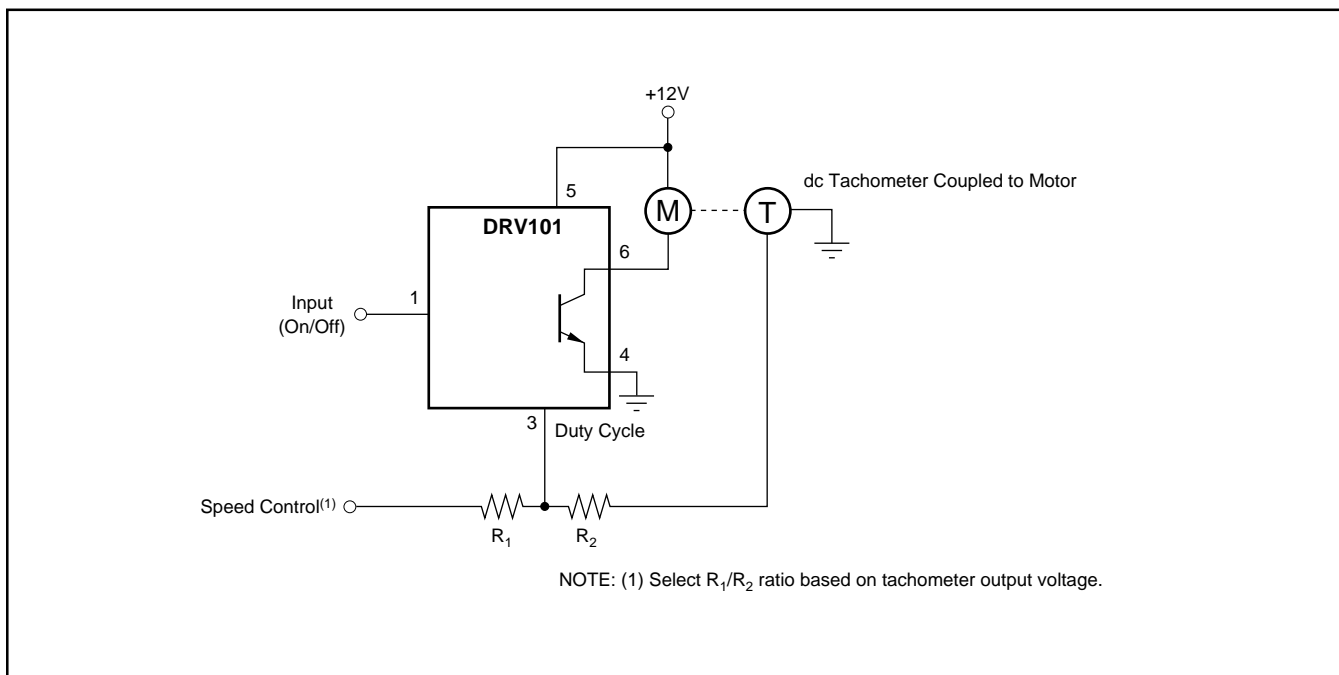 +12V
dc Tachometer Coupled to Motor
5
M
T
DRV101
6
Input
(On/Off)
1
4
3
Duty Cycle
Speed Control(1)
R1
R2
NOTE: (1) Select R1/R2 ratio based on tachometer output voltage.